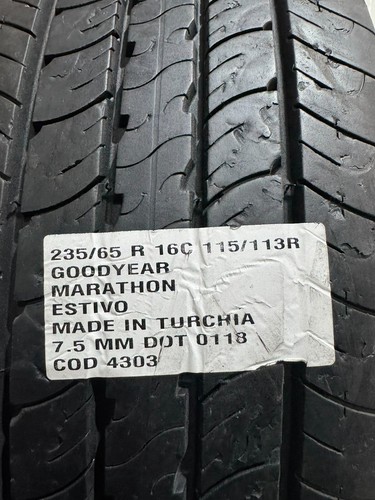 235/65 R 16C 115/113R
GOODYEAR
MARATHON
ESTIVO
MADE IN TURCHIA
7.5 MM DOT 0118
COD 4303